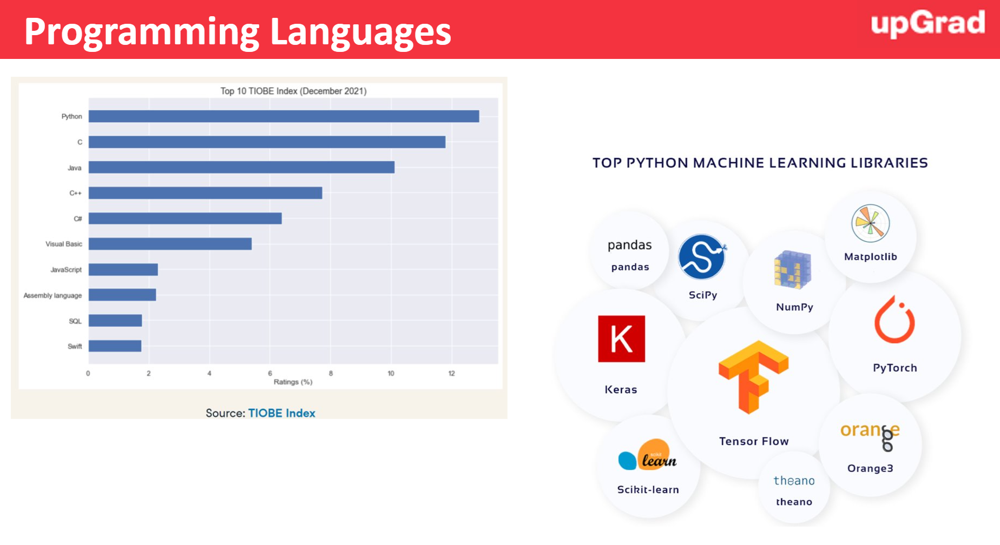 Programming Languages
upGrad
Top 10 TIOBE Index (December 2021)
Python
C
Java
C++
C#
Visual Basic
JavaScript
Assembly language
SQL
Swift
0 2 4 6 8 10 12
Ratings (%)
Source: TIOBE Index
TOP PYTHON MACHINE LEARNING LIBRARIES
pandas
pandas
SciPy
NumPy
Matplotlib
K
Keras
PyTorch
Tensor Flow
scikit
learn
Scikit-learn
orange
Orange3
theano
theano